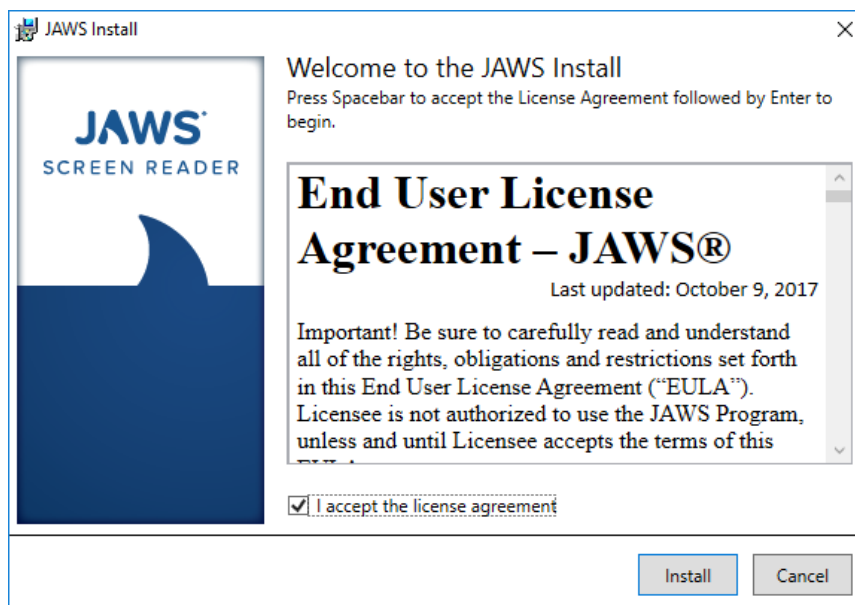 JAWS Install
JAWS
SCREEN READER
Welcome to the JAWS Install
Press Spacebar to accept the License Agreement followed by Enter to
begin.
End User License
Agreement – JAWS®
Last updated: October 9, 2017
Important! Be sure to carefully read and understand
all of the rights, obligations and restrictions set forth
in this End User License Agreement (“EULA”).
Licensee is not authorized to use the JAWS Program,
unless and until Licensee accepts the terms of this
I accept the license agreement
Install
Cancel